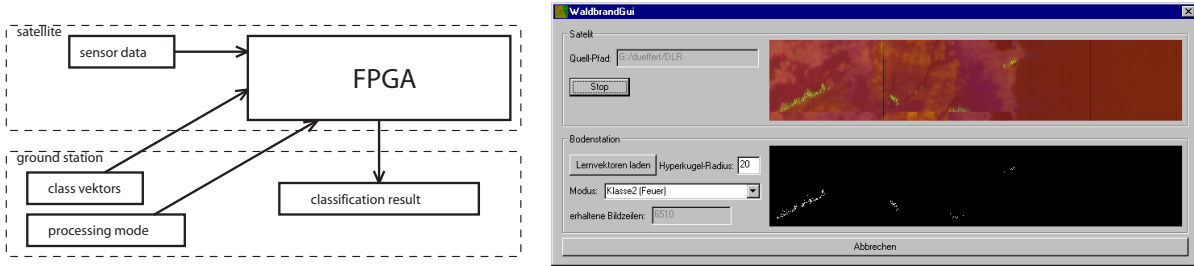 satellite
sensor data
FPGA
ground station
class vektors
processing mode
classification result
WaldbrandGui
Satelit
Quell-Pfad: G:/dueffert/DLR
Stop
Bodenstation
Lernvektoren laden Hyperkugel-Radius: 20
Modus: Klasse2 (Feuer)
erhaltene Bildzeilen: 6510
Abbrechen